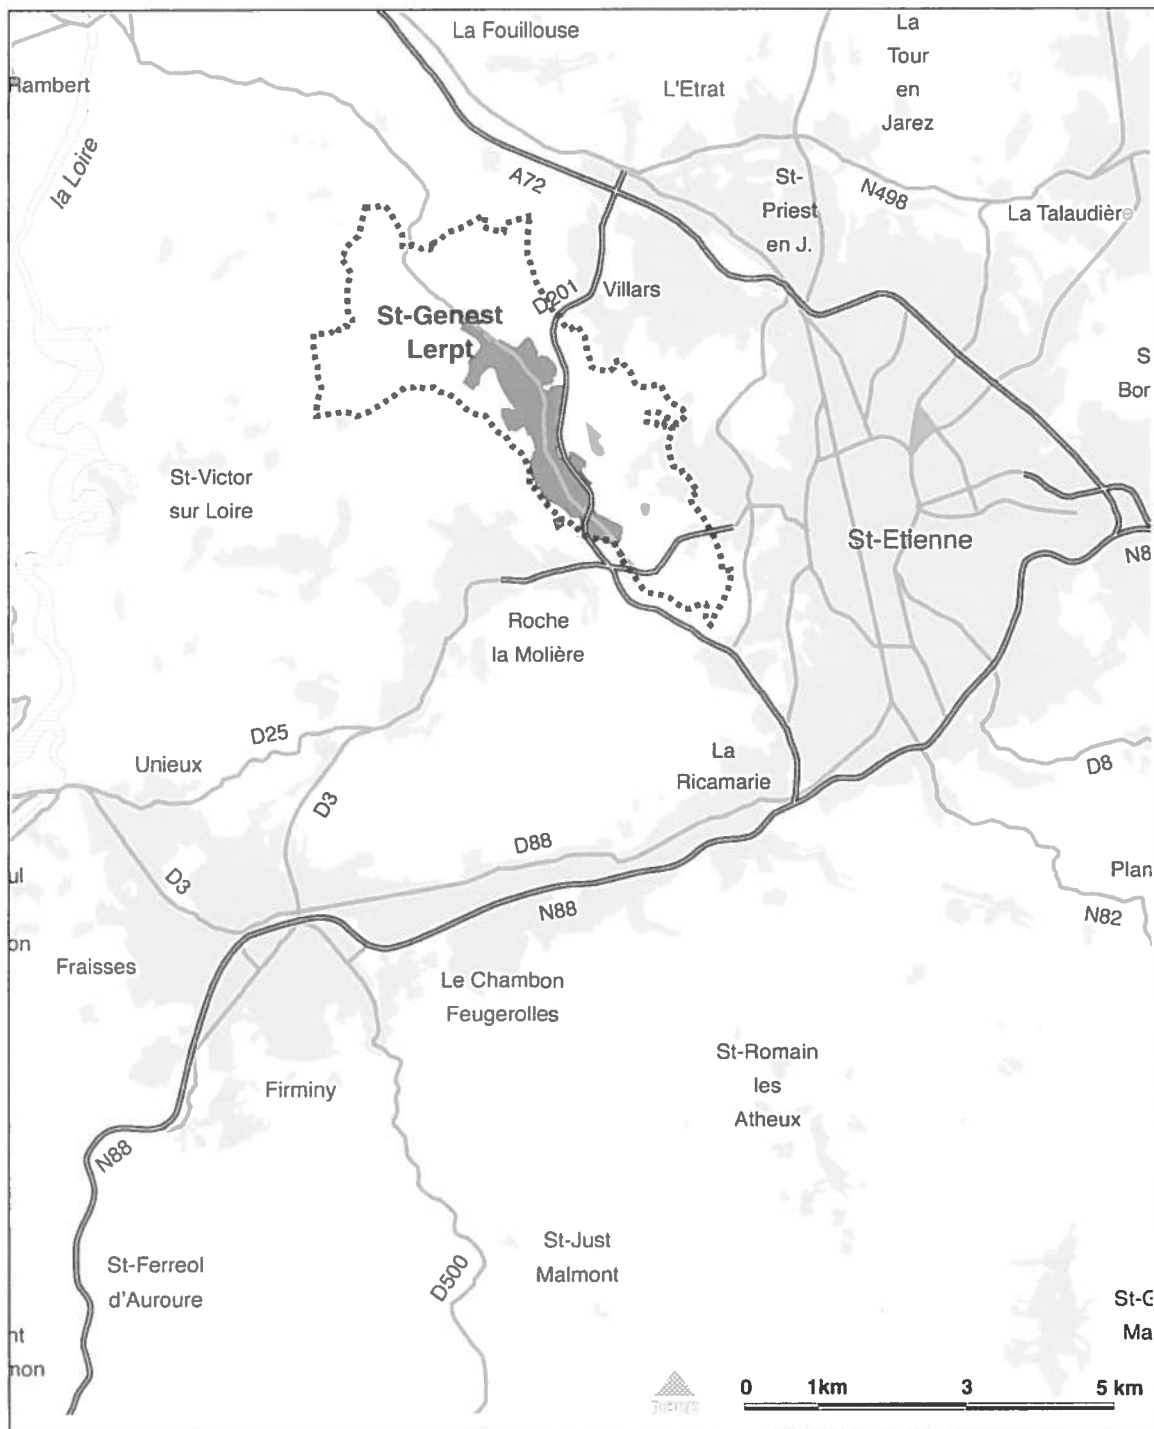 La Fouillouse
La
Tour
en
Jarez
L'Etrat
Rambert
la Loire
A72
St-
Priest
en J.
N498
La Talaudière
D201
Villars
St-Genest
Lerpt
S
Bor
St-Victor
sur Loire
St-Etienne
N8
Roche
la Molière
D25
Unieux
La
Ricamarie
D8
D3
D88
D3
ul
Plan
N88
N82
on
Fraisses
Le Chambon
Feugerolles
St-Romain
les
Atheux
Firminy
N88
St-Just
Malmont
St-Ferreol
d'Auroure
D500
St-G
Ma
nt
mon
0 1km 3 5 km